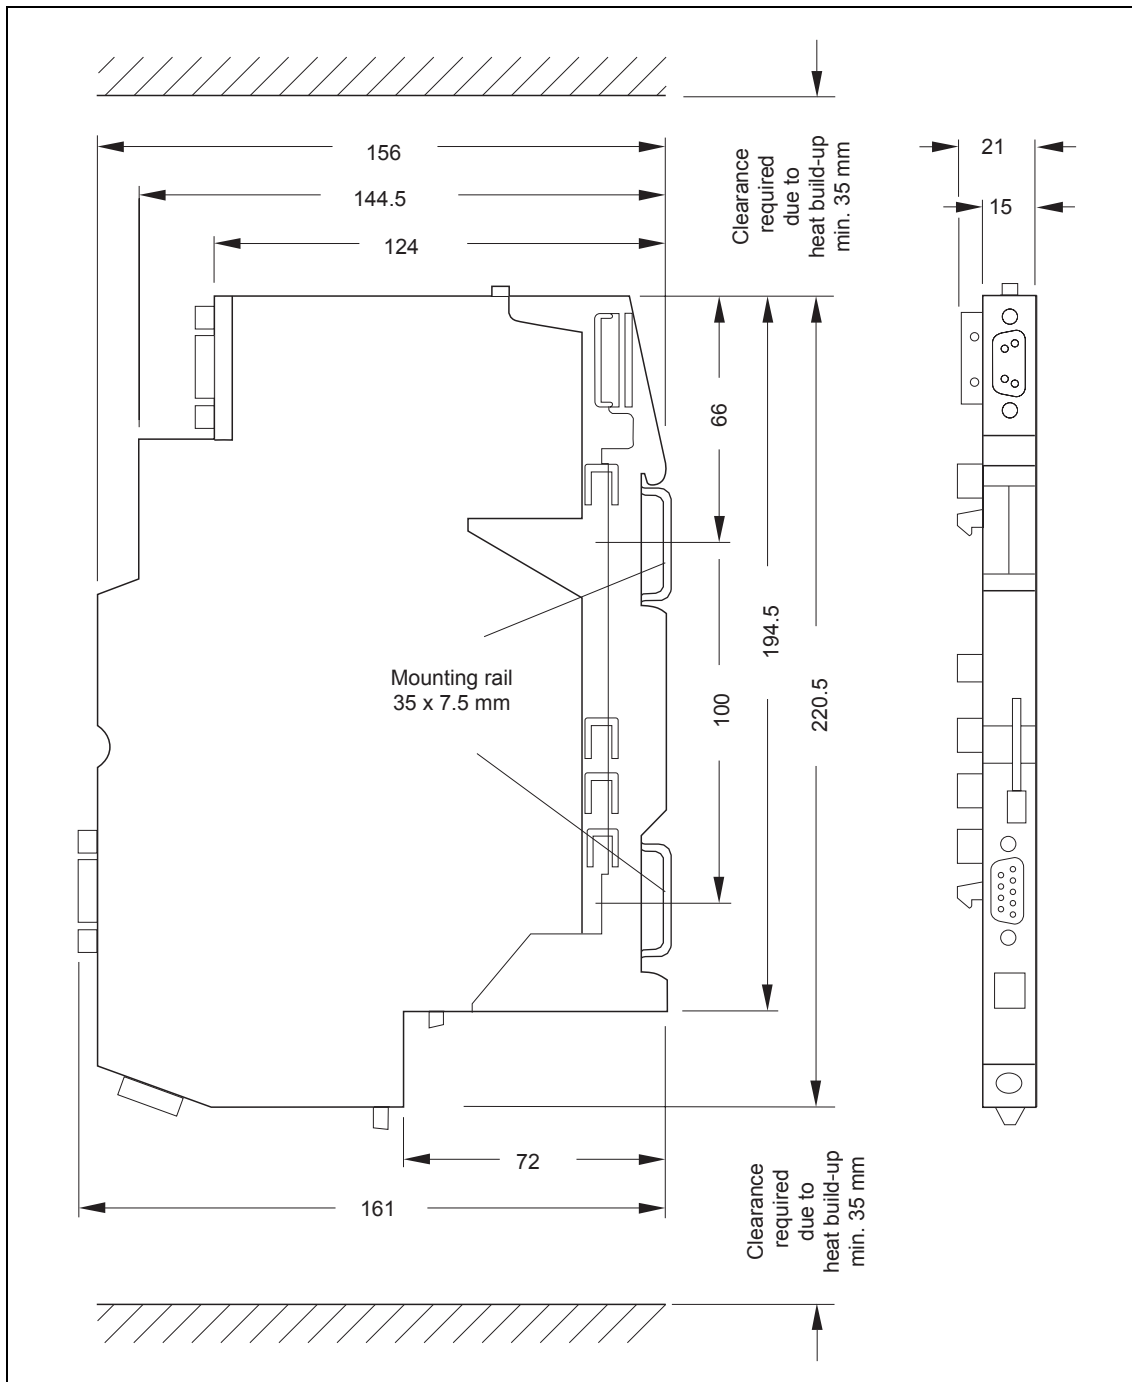 156
144.5
124
Clearance
required
due to
heat build-up
min. 35 mm
21
15
66
194.5
Mounting rail
35 x 7.5 mm
100
220.5
72
161
Clearance
required
due to
heat build-up
min. 35 mm